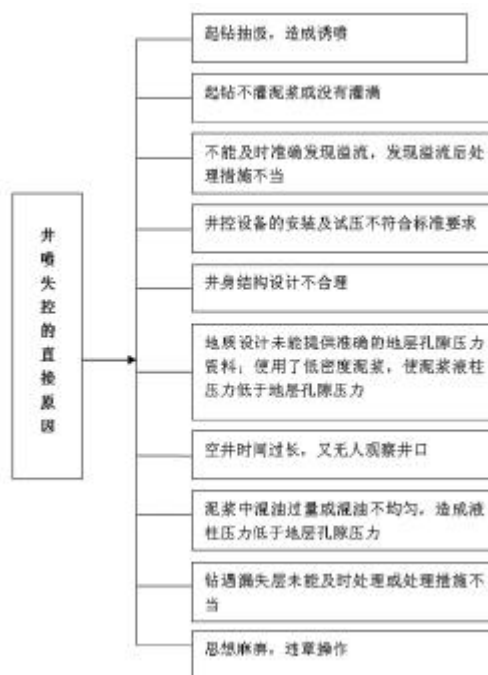 井喷失控的直接原因
起钻抽汲，造成诱喷
起钻不灌泥浆或没有灌满
不能及时准确发现溢流，发现溢流后处
理措施不当
井控设备的安装及试压不符合标准要求
井身结构设计不合理
地质设计未能提供准确的地层孔隙压力
资料；使用了低密度泥浆，使泥浆液柱
压力低于地层孔隙压力
空井时间过长，又无人观察井口
泥浆中混油过量或混油不均匀，造成液
柱压力低于地层孔隙压力
钻遇漏失层未能及时处理或处理措施不
当
思想麻痹，违章操作